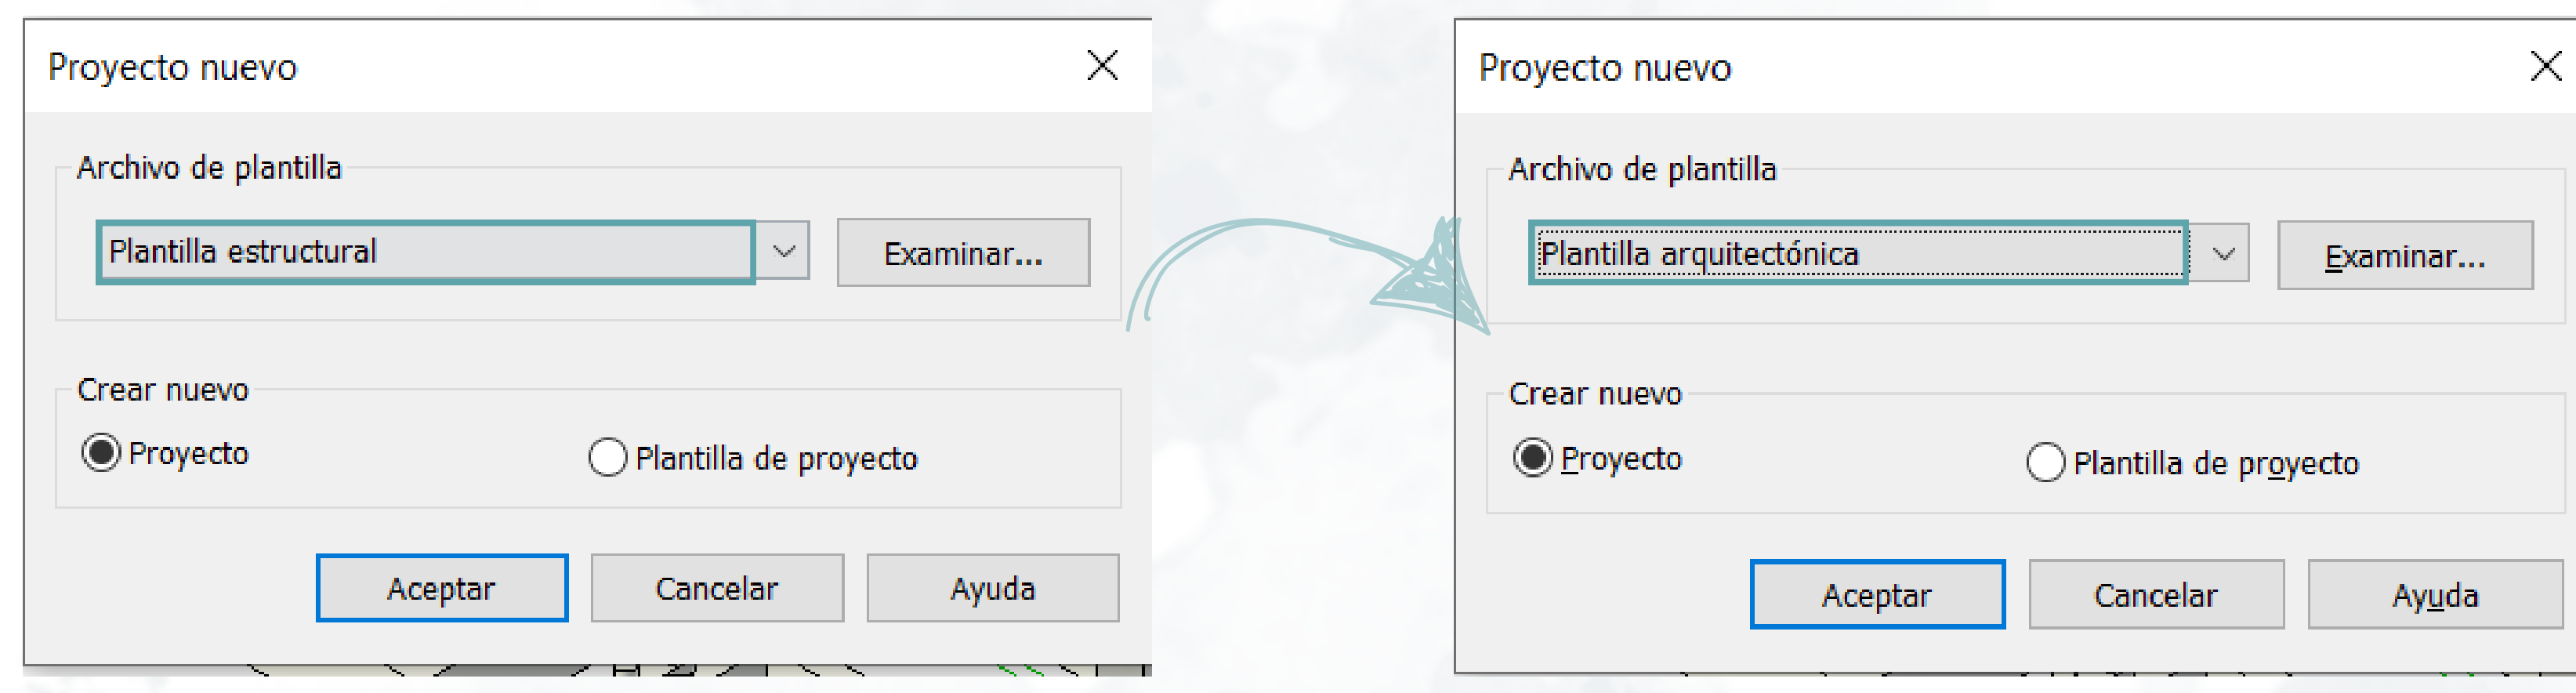 Proyecto nuevo
Archivo de plantilla
Plantilla estructural
Examinar...
Crear nuevo
Proyecto
Plantilla de proyecto
Aceptar
Cancelar
Ayuda
Proyecto nuevo
Archivo de plantilla
Plantilla arquitectónica
Examinar...
Crear nuevo
Proyecto
Plantilla de proyecto
Aceptar
Cancelar
Ayuda